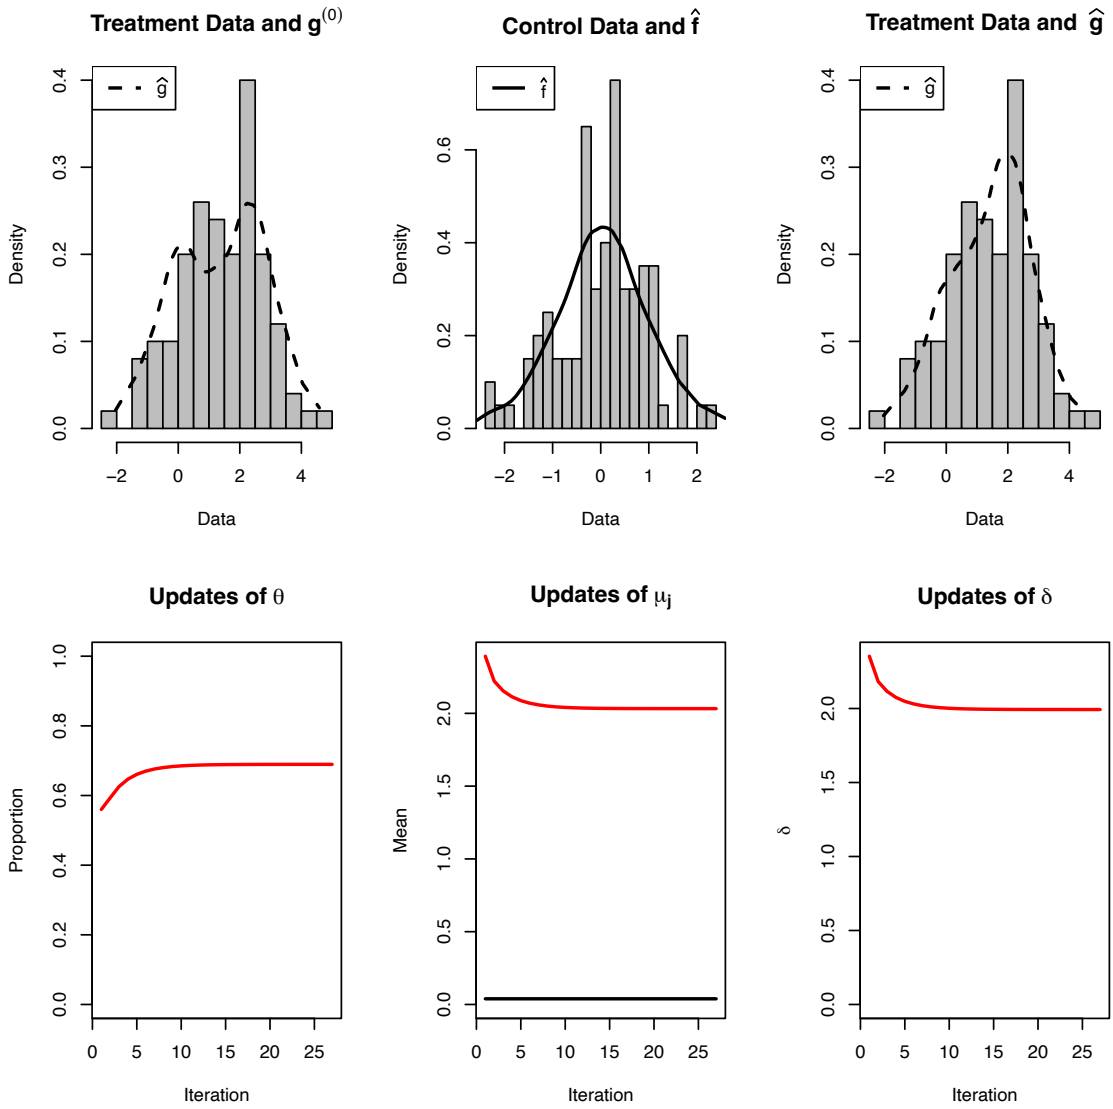 Treatment Data and g⁽⁰⁾
Density
0.0 0.1 0.2 0.3 0.4
ĝ
−2 0 2 4
Data
Control Data and f̂
Density
0.0 0.2 0.4 0.6
f̂
−2 −1 0 1 2
Data
Treatment Data and ĝ
Density
0.0 0.1 0.2 0.3 0.4
ĝ
−2 0 2 4
Data
Updates of θ
Proportion
0.0 0.2 0.4 0.6 0.8 1.0
0 5 10 15 20 25
Iteration
Updates of μⱼ
Mean
0.0 0.5 1.0 1.5 2.0
0 5 10 15 20 25
Iteration
Updates of δ
δ
0.0 0.5 1.0 1.5 2.0
0 5 10 15 20 25
Iteration